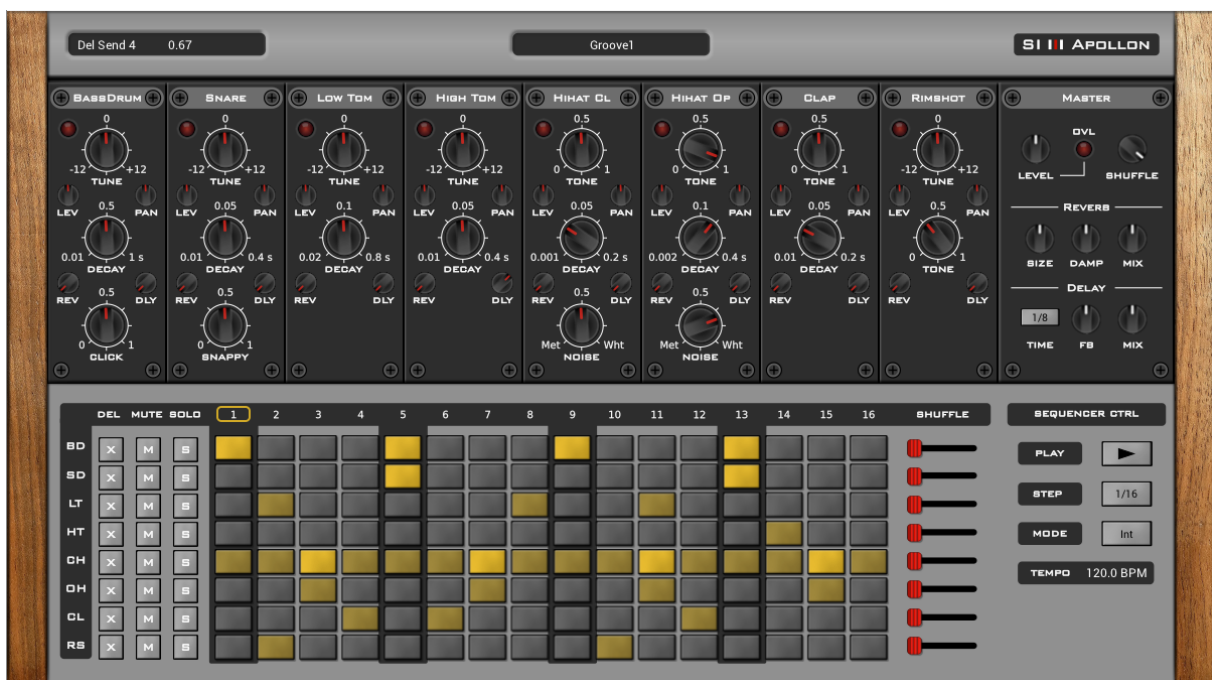 Del Send 4 0.67
Groove1
SI APOLLON
BASSDRUM SNARE LOW TOM HIGH TOM HIHAT CL HIHAT OP CLAP RIMSHOT MASTER
0 0 0 0 0.5 0.5 0.5 0 OVL
-12 +12 -12 +12 -12 +12 -12 +12 0 1 0 1 0 1 -12 +12
TUNE TUNE TUNE TUNE TONE TONE TONE TUNE LEVEL SHUFFLE
LEV 0.5 PAN LEV 0.05 PAN LEV 0.1 PAN LEV 0.05 PAN LEV 0.05 PAN LEV 0.1 PAN LEV 0.05 PAN LEV 0.5 PAN REVERB
0.01 1 s 0.01 0.4 s 0.02 0.8 s 0.01 0.4 s 0.001 0.2 s 0.002 0.4 s 0.01 0.2 s 0 1
DECAY DECAY DECAY DECAY DECAY DECAY DECAY TONE SIZE DAMP MIX
REV 0.5 DLY REV 0.5 DLY REV DLY REV DLY REV 0.5 DLY REV 0.5 DLY REV DLY REV DLY DELAY
0 1 0 1 Met Wht Met Wht 1/8
CLICK SNAPPY NOISE NOISE TIME FB MIX
DEL MUTE SOLO 1 2 3 4 5 6 7 8 9 10 11 12 13 14 15 16 SHUFFLE SEQUENCER CTRL
BD X M S PLAY
SD X M S
LT X M S STEP 1/16
HT X M S MODE Int
CH X M S TEMPO 120.0 BPM
OH X M S
CL X M S
RS X M S